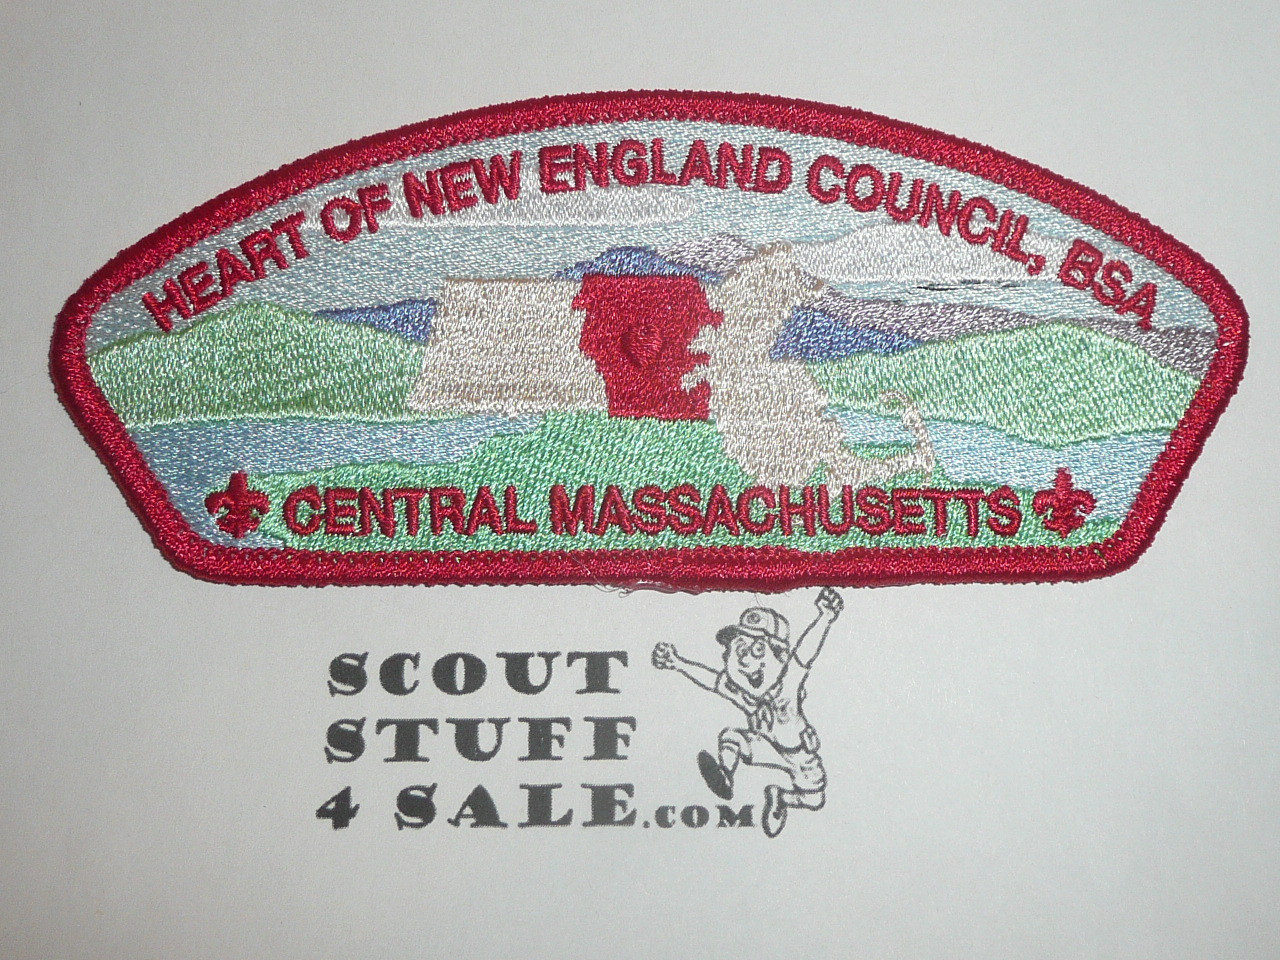 HEART OF NEW ENGLAND COUNCIL, BSA
CENTRAL MASSACHUSETTS
SCOUT
STUFF
4 SALE.COM